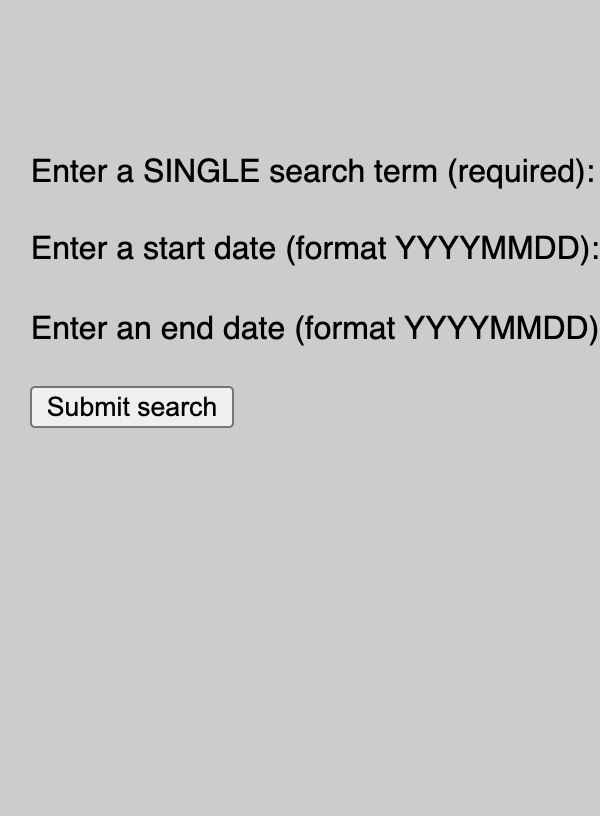 Enter a SINGLE search term (required):
Enter a start date (format YYYYMMDD):
Enter an end date (format YYYYMMDD)
Submit search